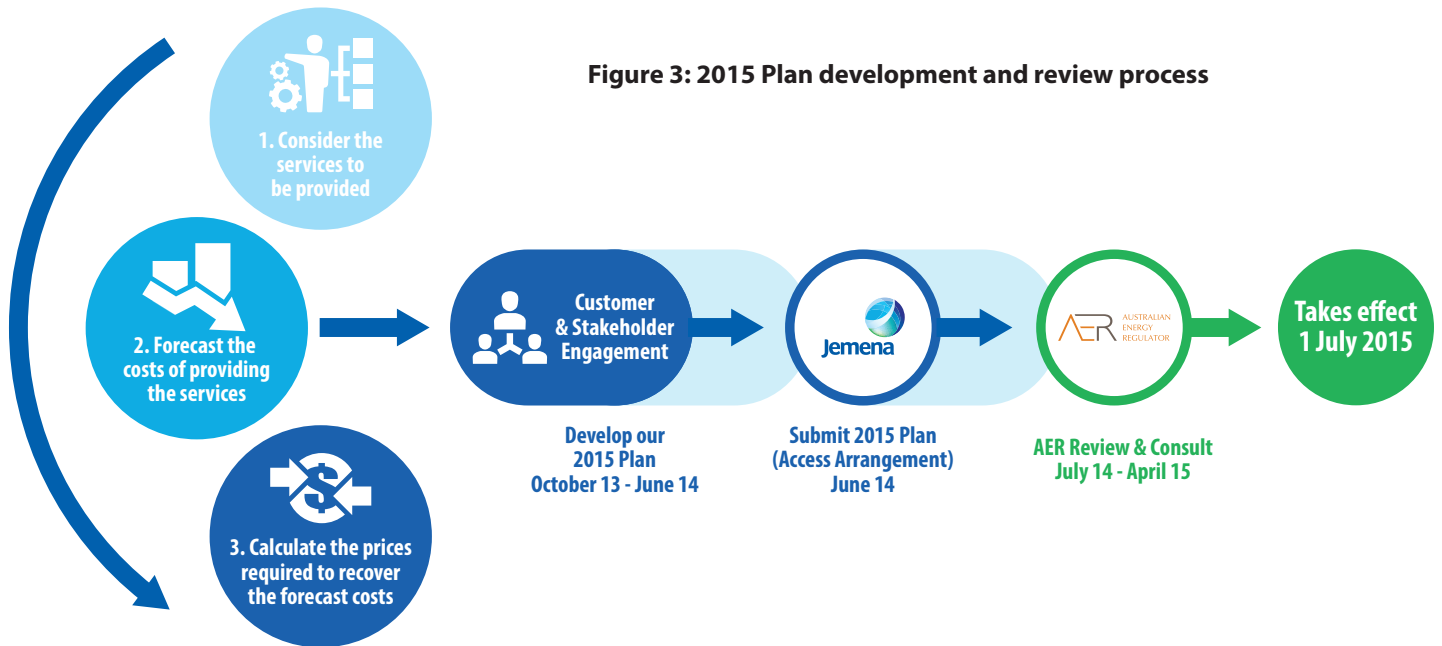 Figure 3: 2015 Plan development and review process
1. Consider the
services to
be provided
2. Forecast the
costs of providing
the services
$
3. Calculate the prices
required to recover
the forecast costs
Customer
& Stakeholder
Engagement
Develop our
2015 Plan
October 13 - June 14
Jemena
Submit 2015 Plan
(Access Arrangement)
June 14
AER
AUSTRALIAN
ENERGY
REGULATOR
AER Review & Consult
July 14 - April 15
Takes effect
1 July 2015